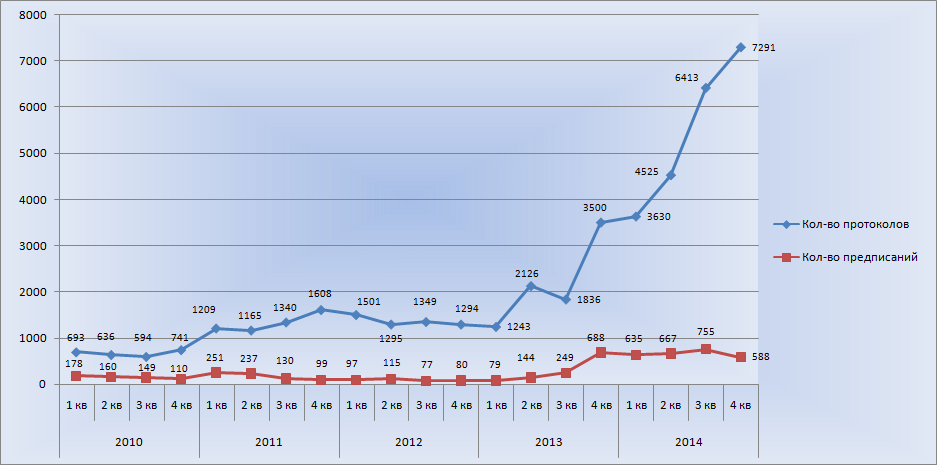 8000
7000
6000
5000
4000
3000
2000
1000
0
693 636 594 741 1209 1165 1340 1608 1501 1295 1349 1294 1243 2126 1836 3500 3630 4525 6413 7291
178 160 149 110 251 237 130 99 97 115 77 80 79 144 249 688 635 667 755 588
1 кв 2 кв 3 кв 4 кв 1 кв 2 кв 3 кв 4 кв 1 кв 2 кв 3 кв 4 кв 1 кв 2 кв 3 кв 4 кв 1 кв 2 кв 3 кв 4 кв
2010 2011 2012 2013 2014
Кол-во протоколов
Кол-во предписаний